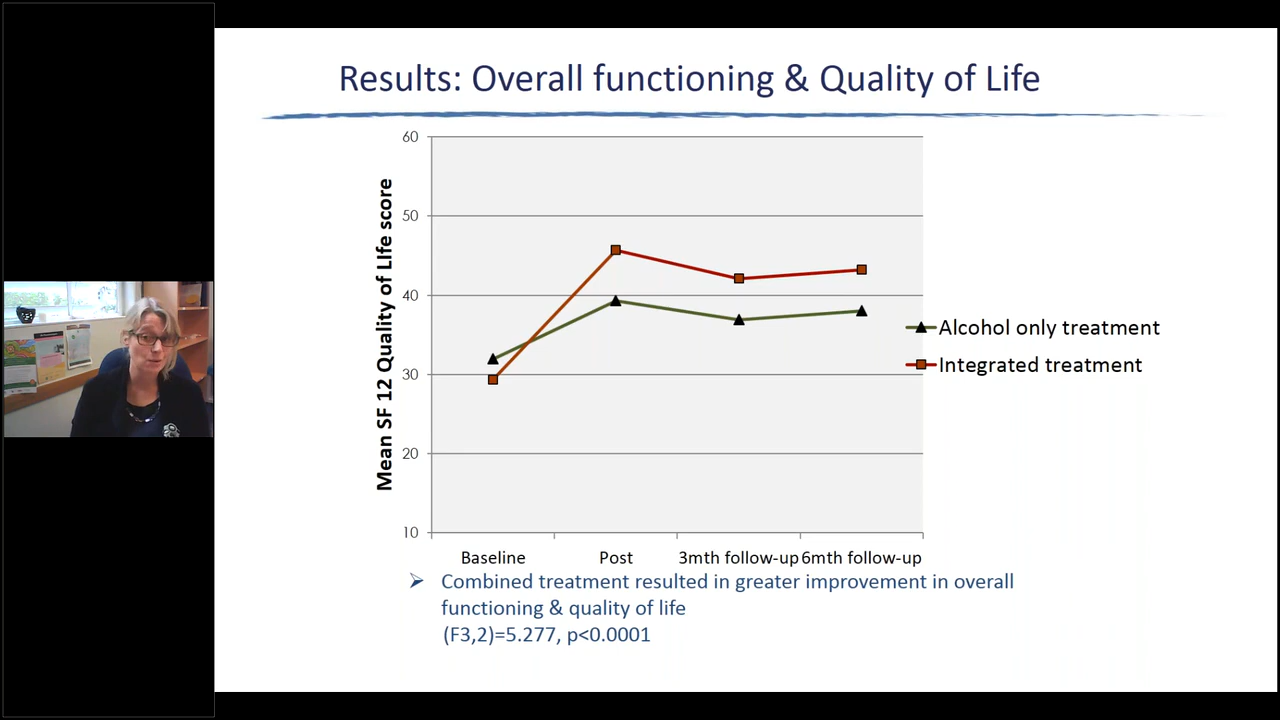 Results: Overall functioning & Quality of Life
Mean SF 12 Quality of LIfe score
60
50
40
30
20
10
Baseline
Post
3mth follow-up
6mth follow-up
Alcohol only treatment
Integrated treatment
Combined treatment resulted in greater improvement in overall
functioning & quality of life
(F3,2)=5.277, p<0.0001